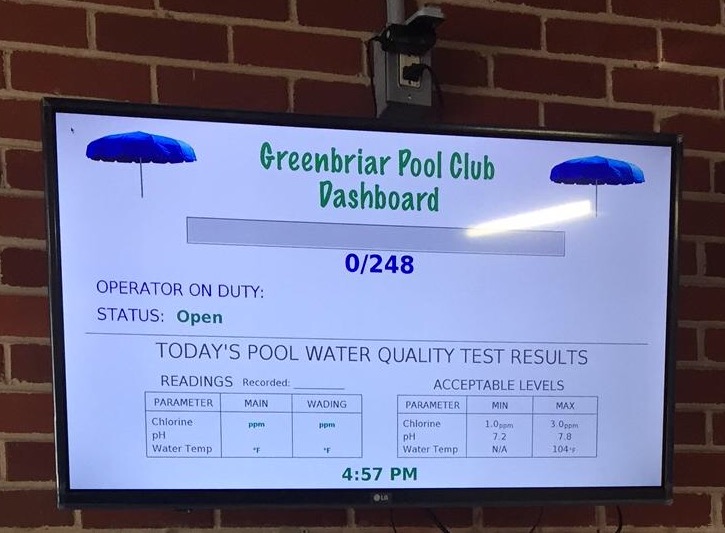 Greenbriar Pool Club
Dashboard
0/248
OPERATOR ON DUTY:
STATUS: Open
TODAY'S POOL WATER QUALITY TEST RESULTS
READINGS Recorded: ________
PARAMETER MAIN WADING
Chlorine ppm ppm
pH
Water Temp °F °F
ACCEPTABLE LEVELS
PARAMETER MIN MAX
Chlorine 1.0ppm 3.0ppm
pH 7.2 7.8
Water Temp N/A 104°F
4:57 PM
LG